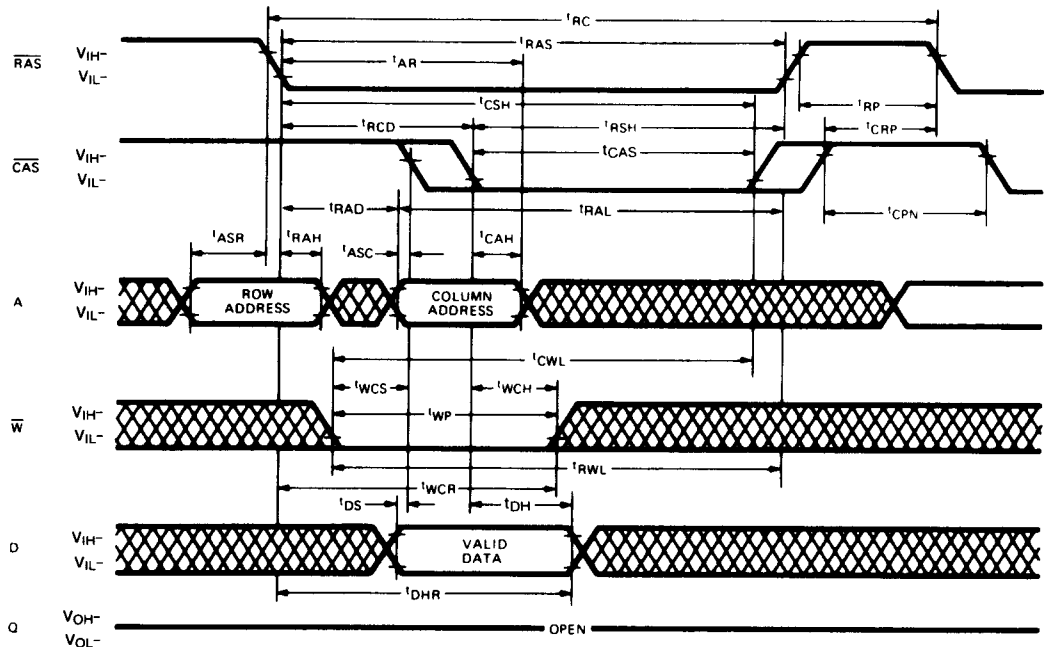 tRC
RAS
VIH-
VIL-
tRAS
tAR
tCSH
tRP
tRCD
tRSH
tCRP
CAS
VIH-
VIL-
tCAS
tRAD
tRAL
tCPN
tASR
tRAH
tASC
tCAH
A
VIH-
VIL-
ROW
ADDRESS
COLUMN
ADDRESS
tCWL
tWCS
tWCH
W
VIH-
VIL-
tWP
tRWL
tWCR
tDS
tDH
D
VIH-
VIL-
VALID
DATA
tDHR
Q
VOH-
VOL-
OPEN